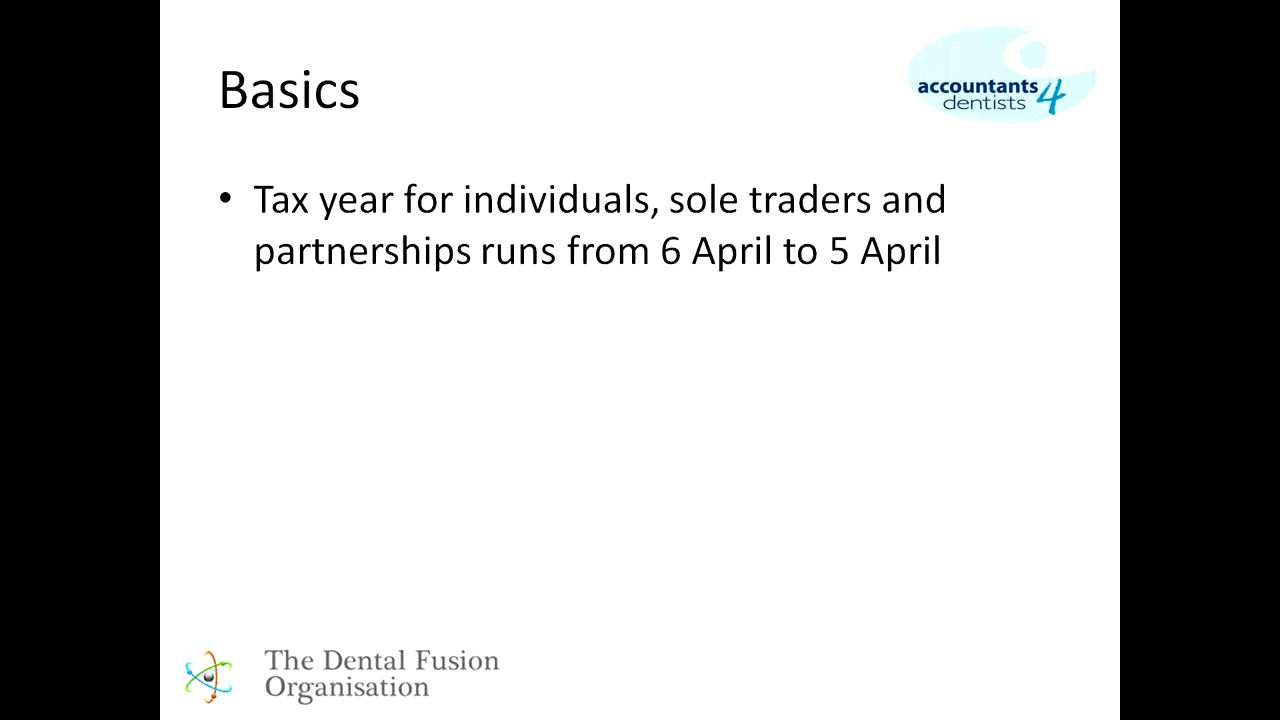 Basics
accountants 4
dentists
• Tax year for individuals, sole traders and
partnerships runs from 6 April to 5 April
The Dental Fusion
Organisation